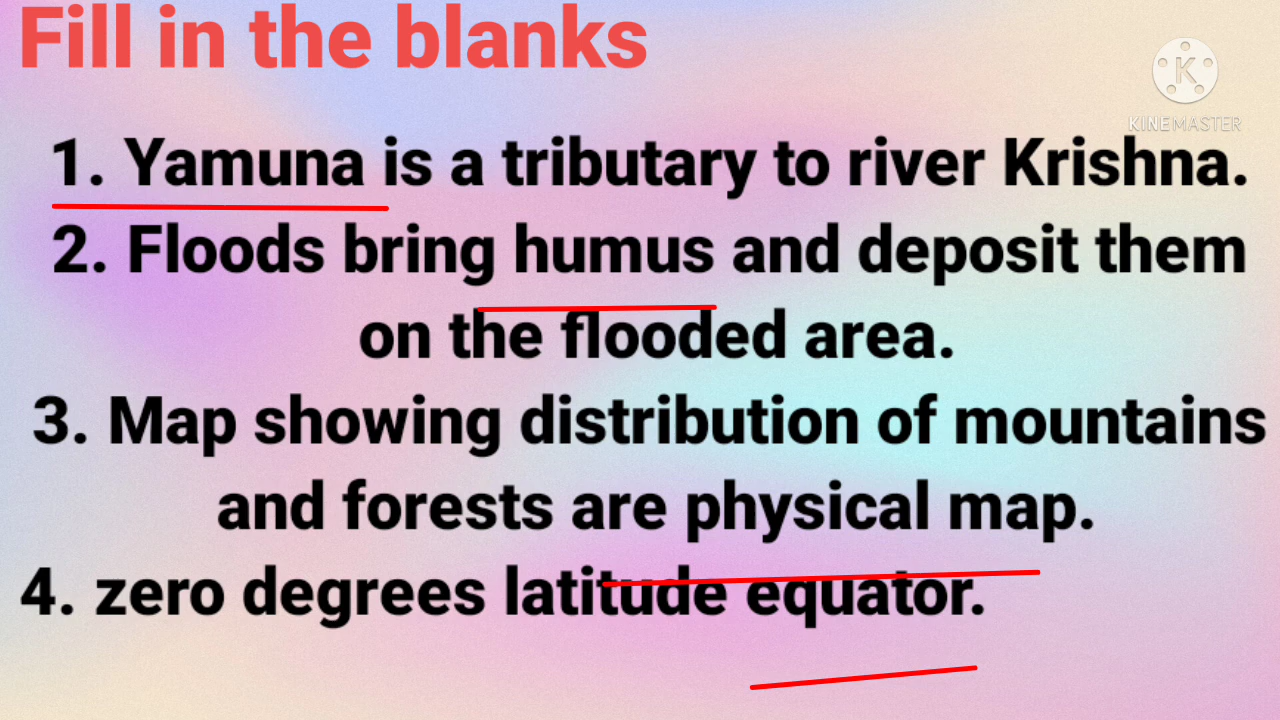 Fill in the blanks
KINEMASTER
1. Yamuna is a tributary to river Krishna.
2. Floods bring humus and deposit them
on the flooded area.
3. Map showing distribution of mountains
and forests are physical map.
4. zero degrees latitude equator.